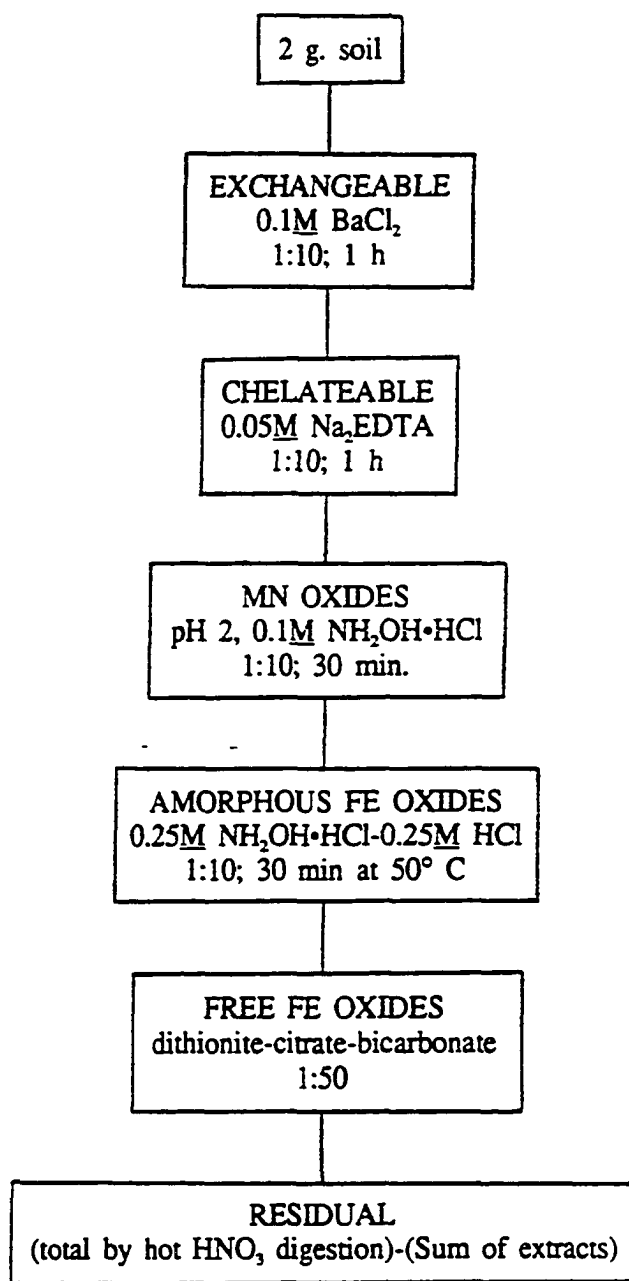 2 g. soil
EXCHANGEABLE
0.1M BaCl₂
1:10; 1 h
CHELATEABLE
0.05M Na₂EDTA
1:10; 1 h
MN OXIDES
pH 2, 0.1M NH₂OH•HCl
1:10; 30 min.
AMORPHOUS FE OXIDES
0.25M NH₂OH•HCl-0.25M HCl
1:10; 30 min at 50° C
FREE FE OXIDES
dithionite-citrate-bicarbonate
1:50
RESIDUAL
(total by hot HNO₃ digestion)-(Sum of extracts)